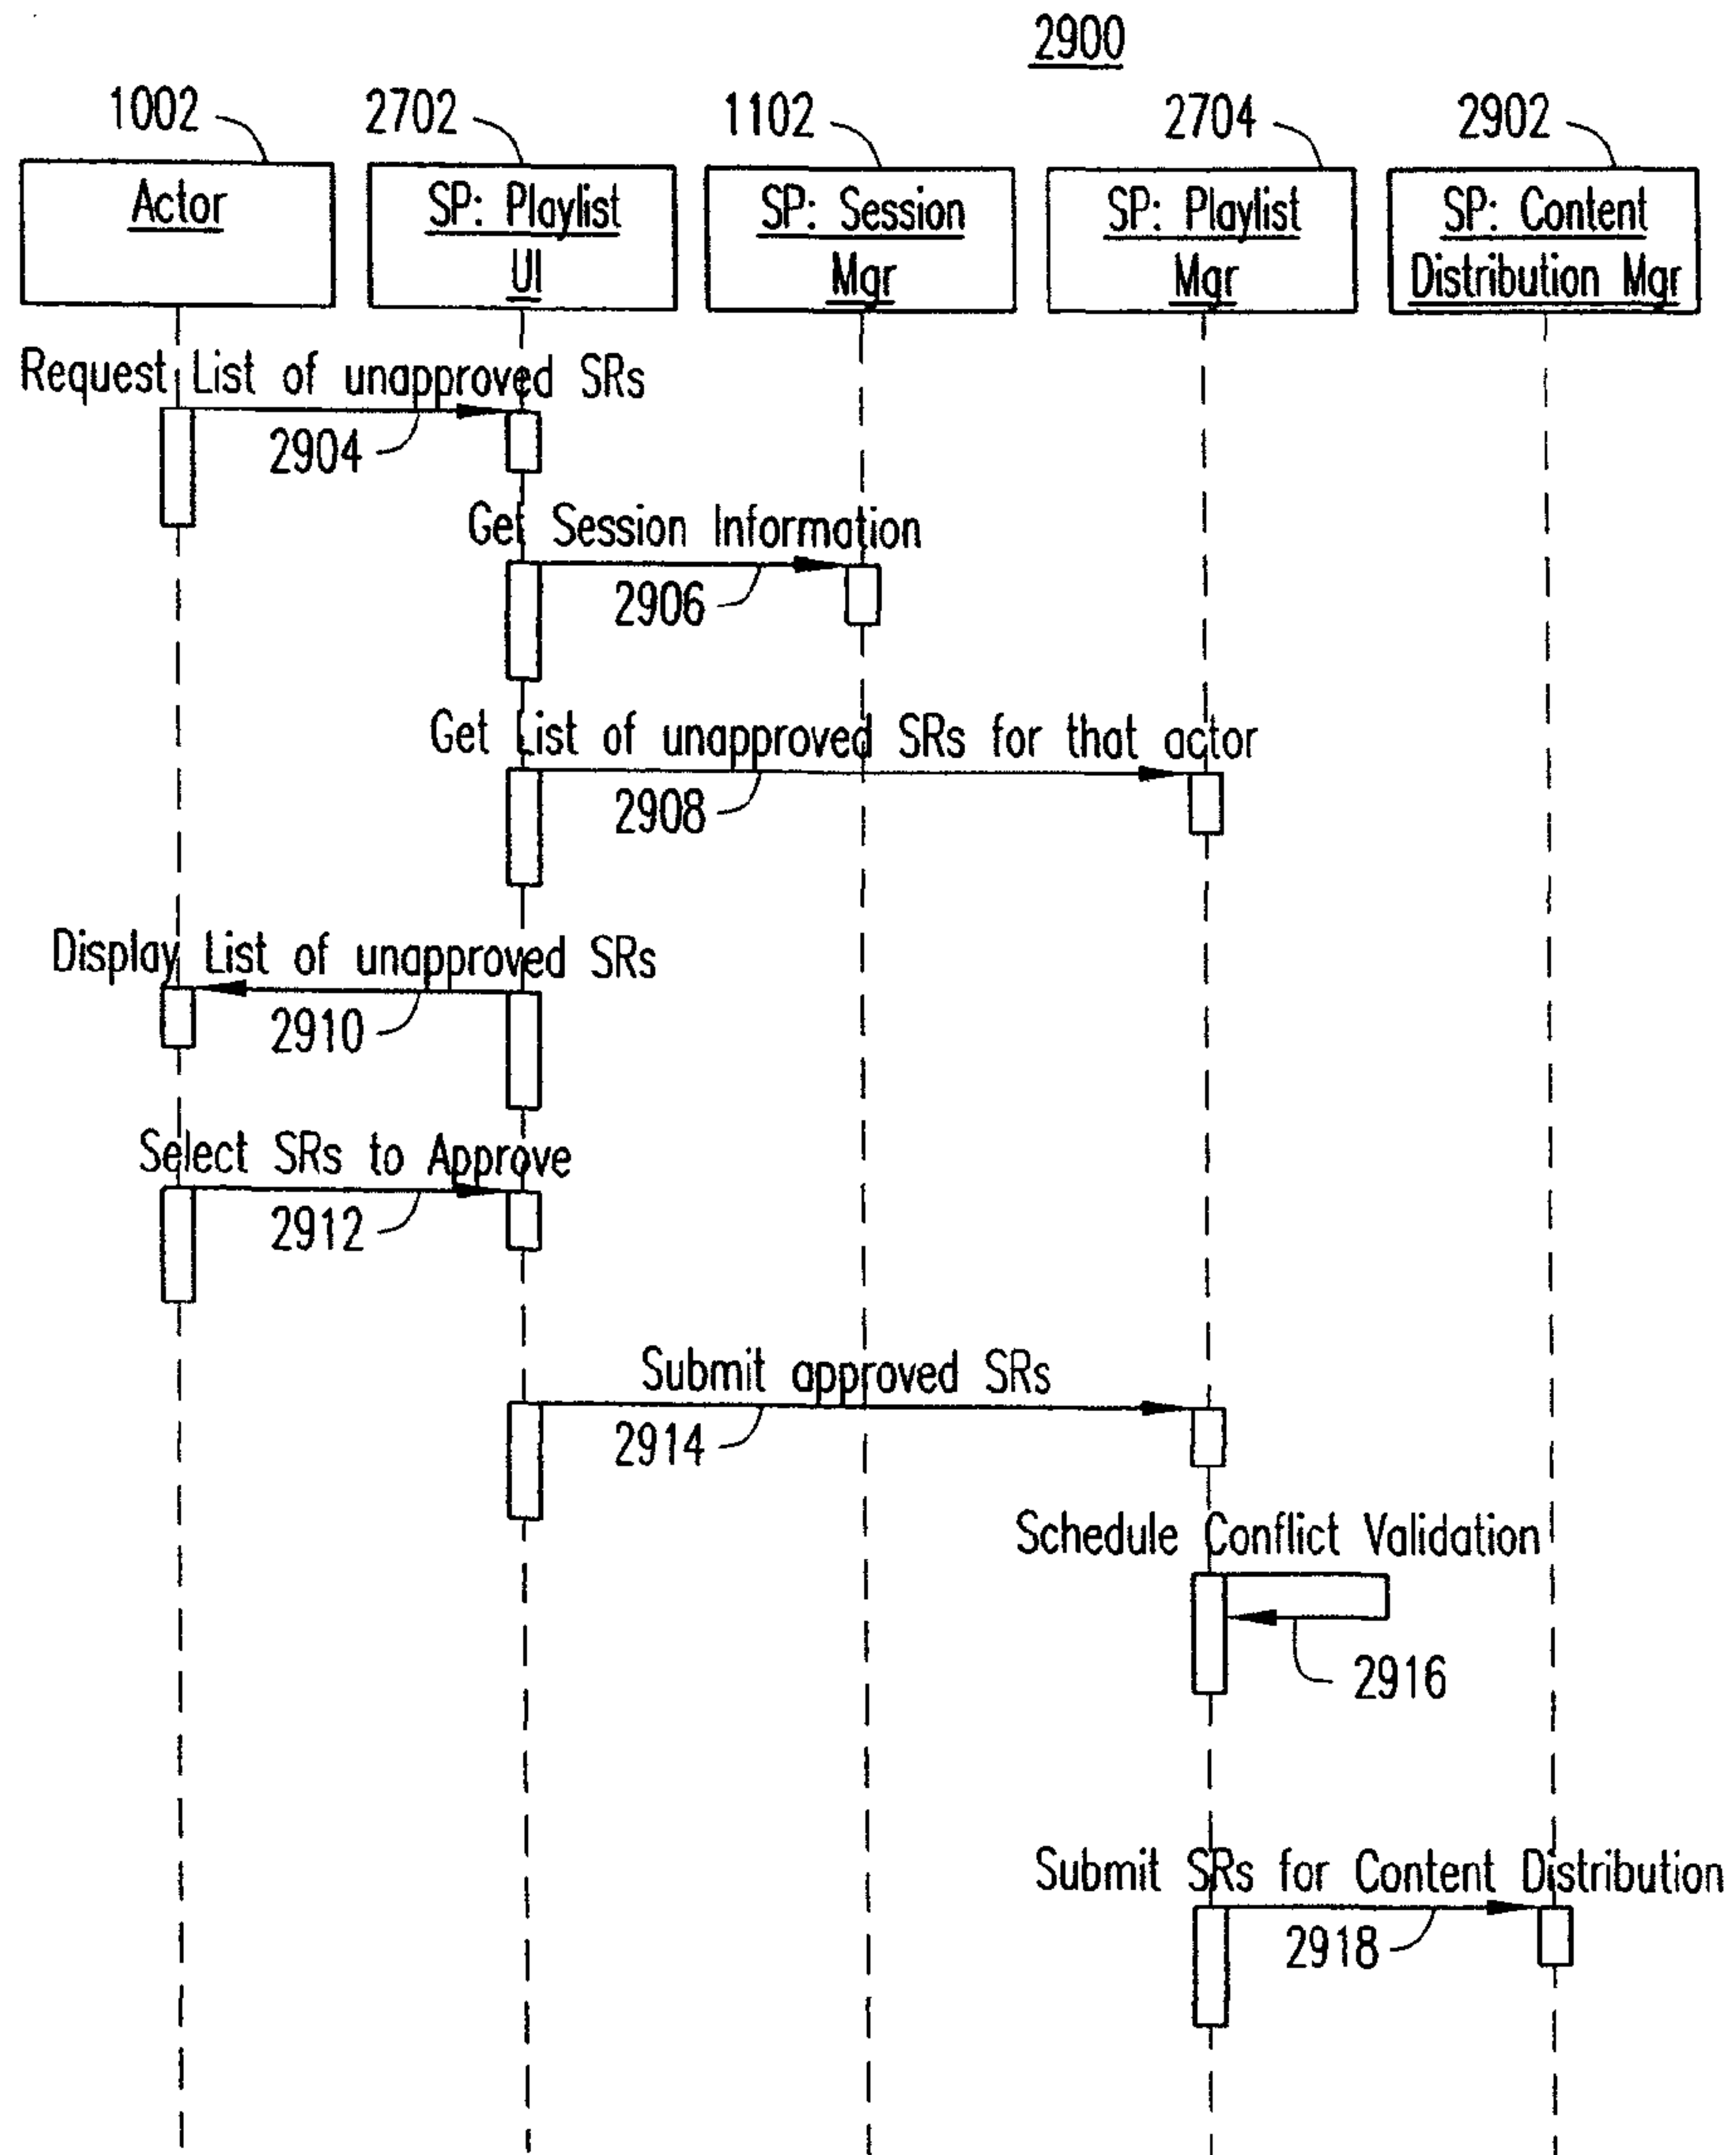 2900
1002
2702
1102
2704
2902
Actor
SP: Playlist
UI
SP: Session
Mgr
SP: Playlist
Mgr
SP: Content
Distribution Mgr
Request List of unapproved SRs
2904
Get Session Information
2906
Get List of unapproved SRs for that actor
2908
Display List of unapproved SRs
2910
Select SRs to Approve
2912
Submit approved SRs
2914
Schedule Conflict Validation
2916
Submit SRs for Content Distribution
2918